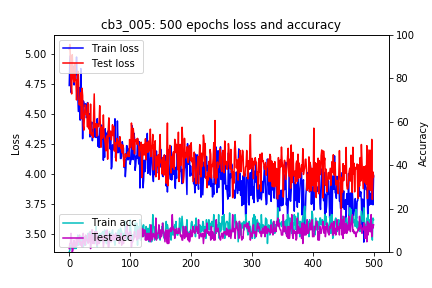 cb3_005: 500 epochs loss and accuracy
Train loss
Test loss
Train acc
Test acc
Loss
5.00
4.75
4.50
4.25
4.00
3.75
3.50
Accuracy
100
80
60
40
20
0
0 100 200 300 400 500